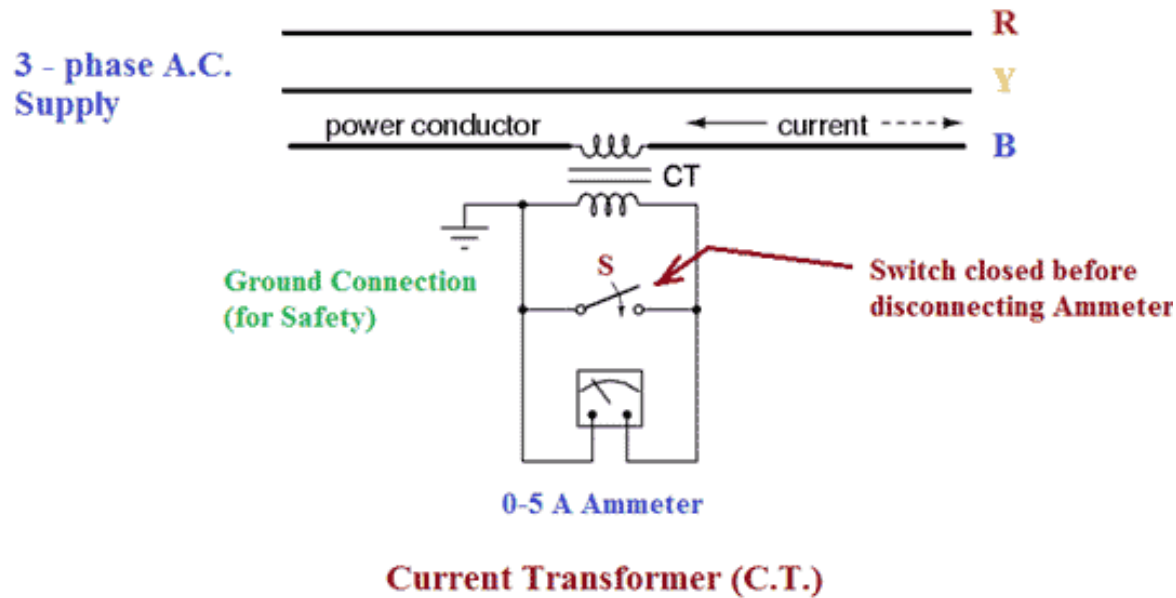 R
3 - phase A.C.
Supply
Y
power conductor
current
B
CT
S
Ground Connection
(for Safety)
Switch closed before
disconnecting Ammeter
0-5 A Ammeter
Current Transformer (C.T.)